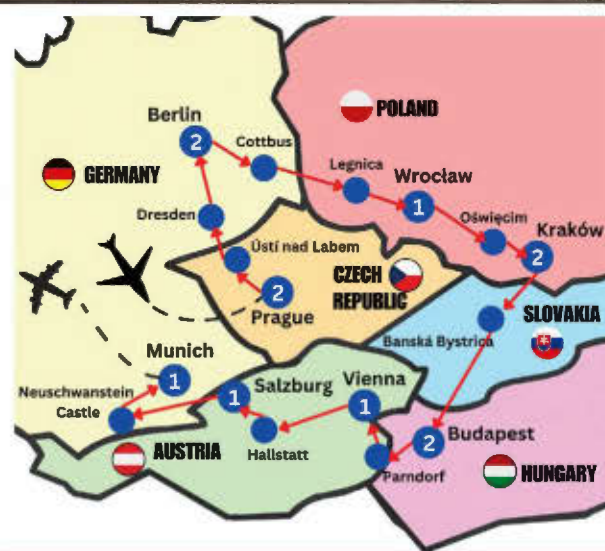 POLAND
Berlin
2
Cottbus
GERMANY
Legnica
Wrocław
1
Dresden
Oświęcim
Kraków
2
Ústí nad Labem
CZECH
REPUBLIC
2
Prague
SLOVAKIA
Banská Bystrica
Munich
1
Neuschwanstein
Castle
Salzburg
1
Vienna
1
Budapest
2
Hallstatt
AUSTRIA
Parndorf
HUNGARY